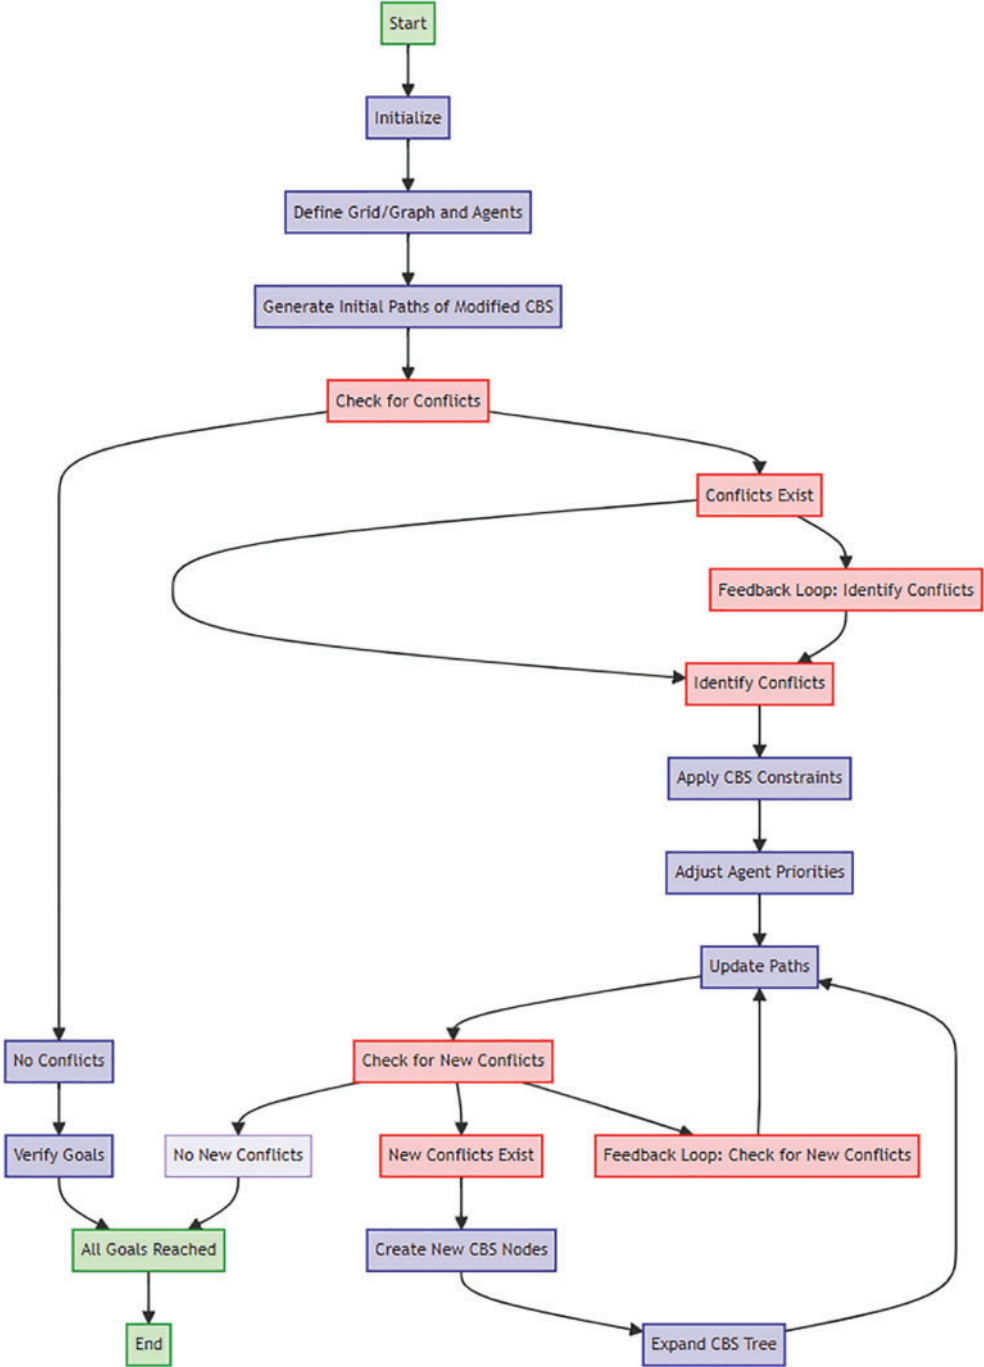 Start
Initialize
Define Grid/Graph and Agents
Generate Initial Paths of Modified CBS
Check for Conflicts
Conflicts Exist
Feedback Loop: Identify Conflicts
Identify Conflicts
Apply CBS Constraints
Adjust Agent Priorities
Update Paths
No Conflicts
Check for New Conflicts
Verify Goals
No New Conflicts
New Conflicts Exist
Feedback Loop: Check for New Conflicts
All Goals Reached
Create New CBS Nodes
End
Expand CBS Tree